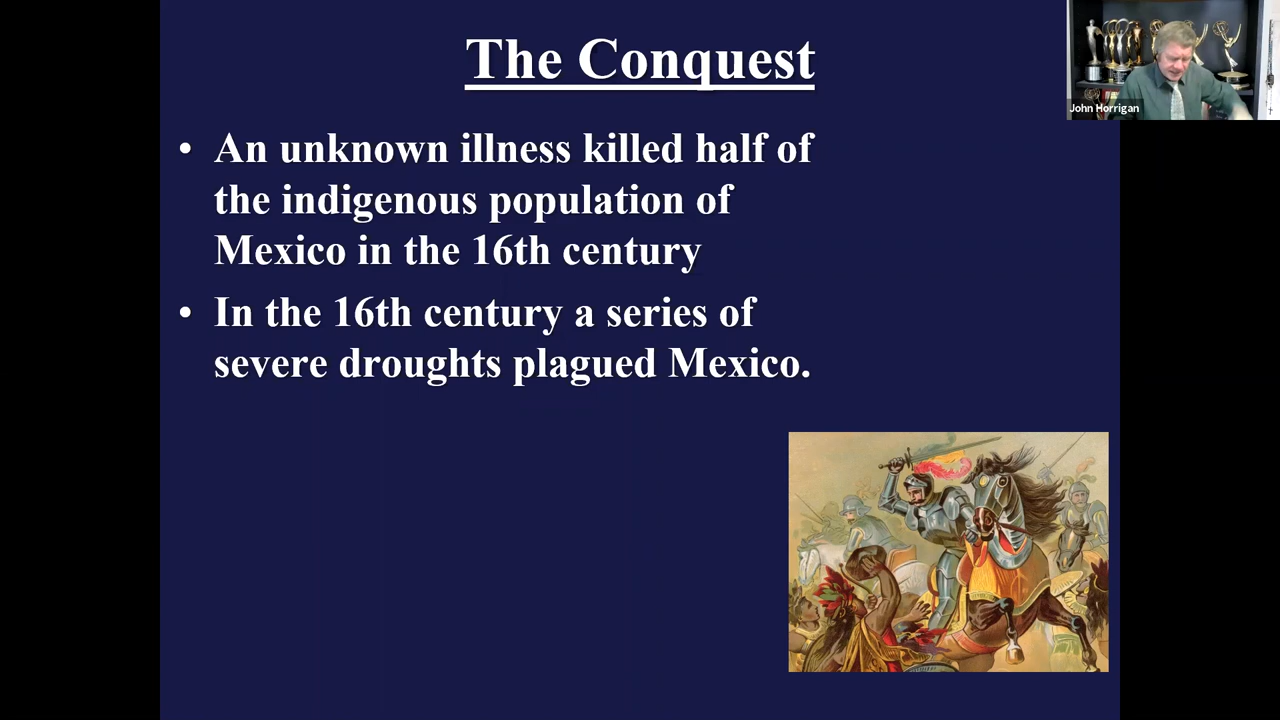 The Conquest
John Horrigan
• An unknown illness killed half of
the indigenous population of
Mexico in the 16th century
• In the 16th century a series of
severe droughts plagued Mexico.